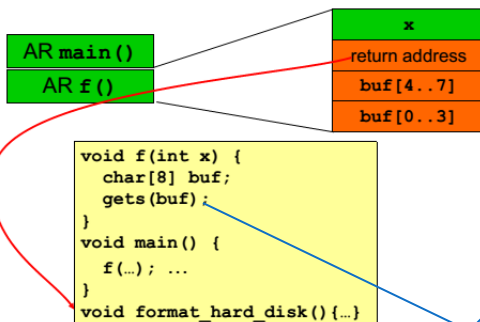 AR main()
AR f()
x
return address
buf[4..7]
buf[0..3]
void f(int x) {
char[8] buf;
gets(buf);
}
void main() {
f(…); ...
}
void format_hard_disk(){…}